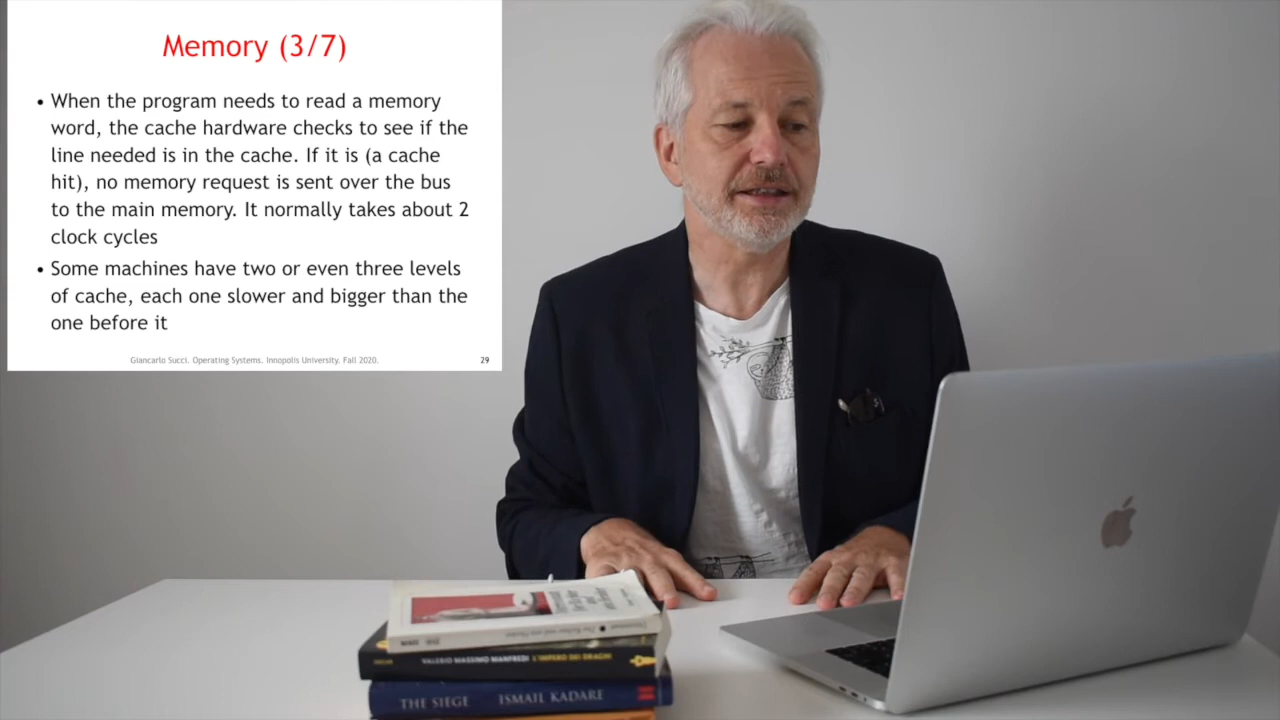 Memory (3/7)
• When the program needs to read a memory
word, the cache hardware checks to see if the
line needed is in the cache. If it is (a cache
hit), no memory request is sent over the bus
to the main memory. It normally takes about 2
clock cycles
• Some machines have two or even three levels
of cache, each one slower and bigger than the
one before it
Giancarlo Succi. Operating Systems. Innopolis University. Fall 2020.
29
VALERIO MASSIMO MANFREDI L'IMPERO DEI DRAGHI
THE SIEGE ISMAIL KADARE